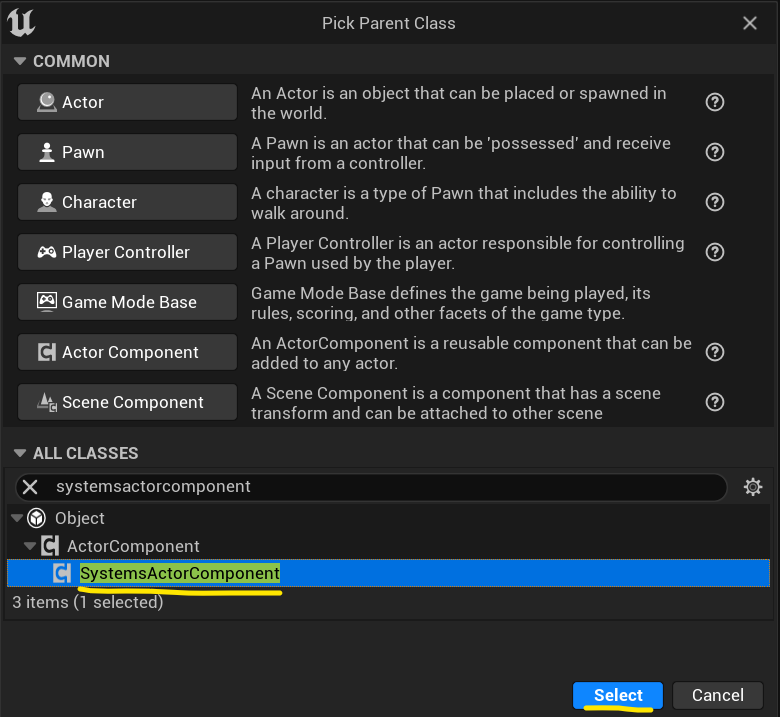 Pick Parent Class
COMMON
Actor
An Actor is an object that can be placed or spawned in
the world.
Pawn
A Pawn is an actor that can be 'possessed' and receive
input from a controller.
Character
A character is a type of Pawn that includes the ability to
walk around.
Player Controller
A Player Controller is an actor responsible for controlling
a Pawn used by the player.
Game Mode Base
Game Mode Base defines the game being played, its
rules, scoring, and other facets of the game type.
Actor Component
An ActorComponent is a reusable component that can be
added to any actor.
Scene Component
A Scene Component is a component that has a scene
transform and can be attached to other scene
ALL CLASSES
systemsactorcomponent
Object
ActorComponent
SystemsActorComponent
3 items (1 selected)
Select
Cancel